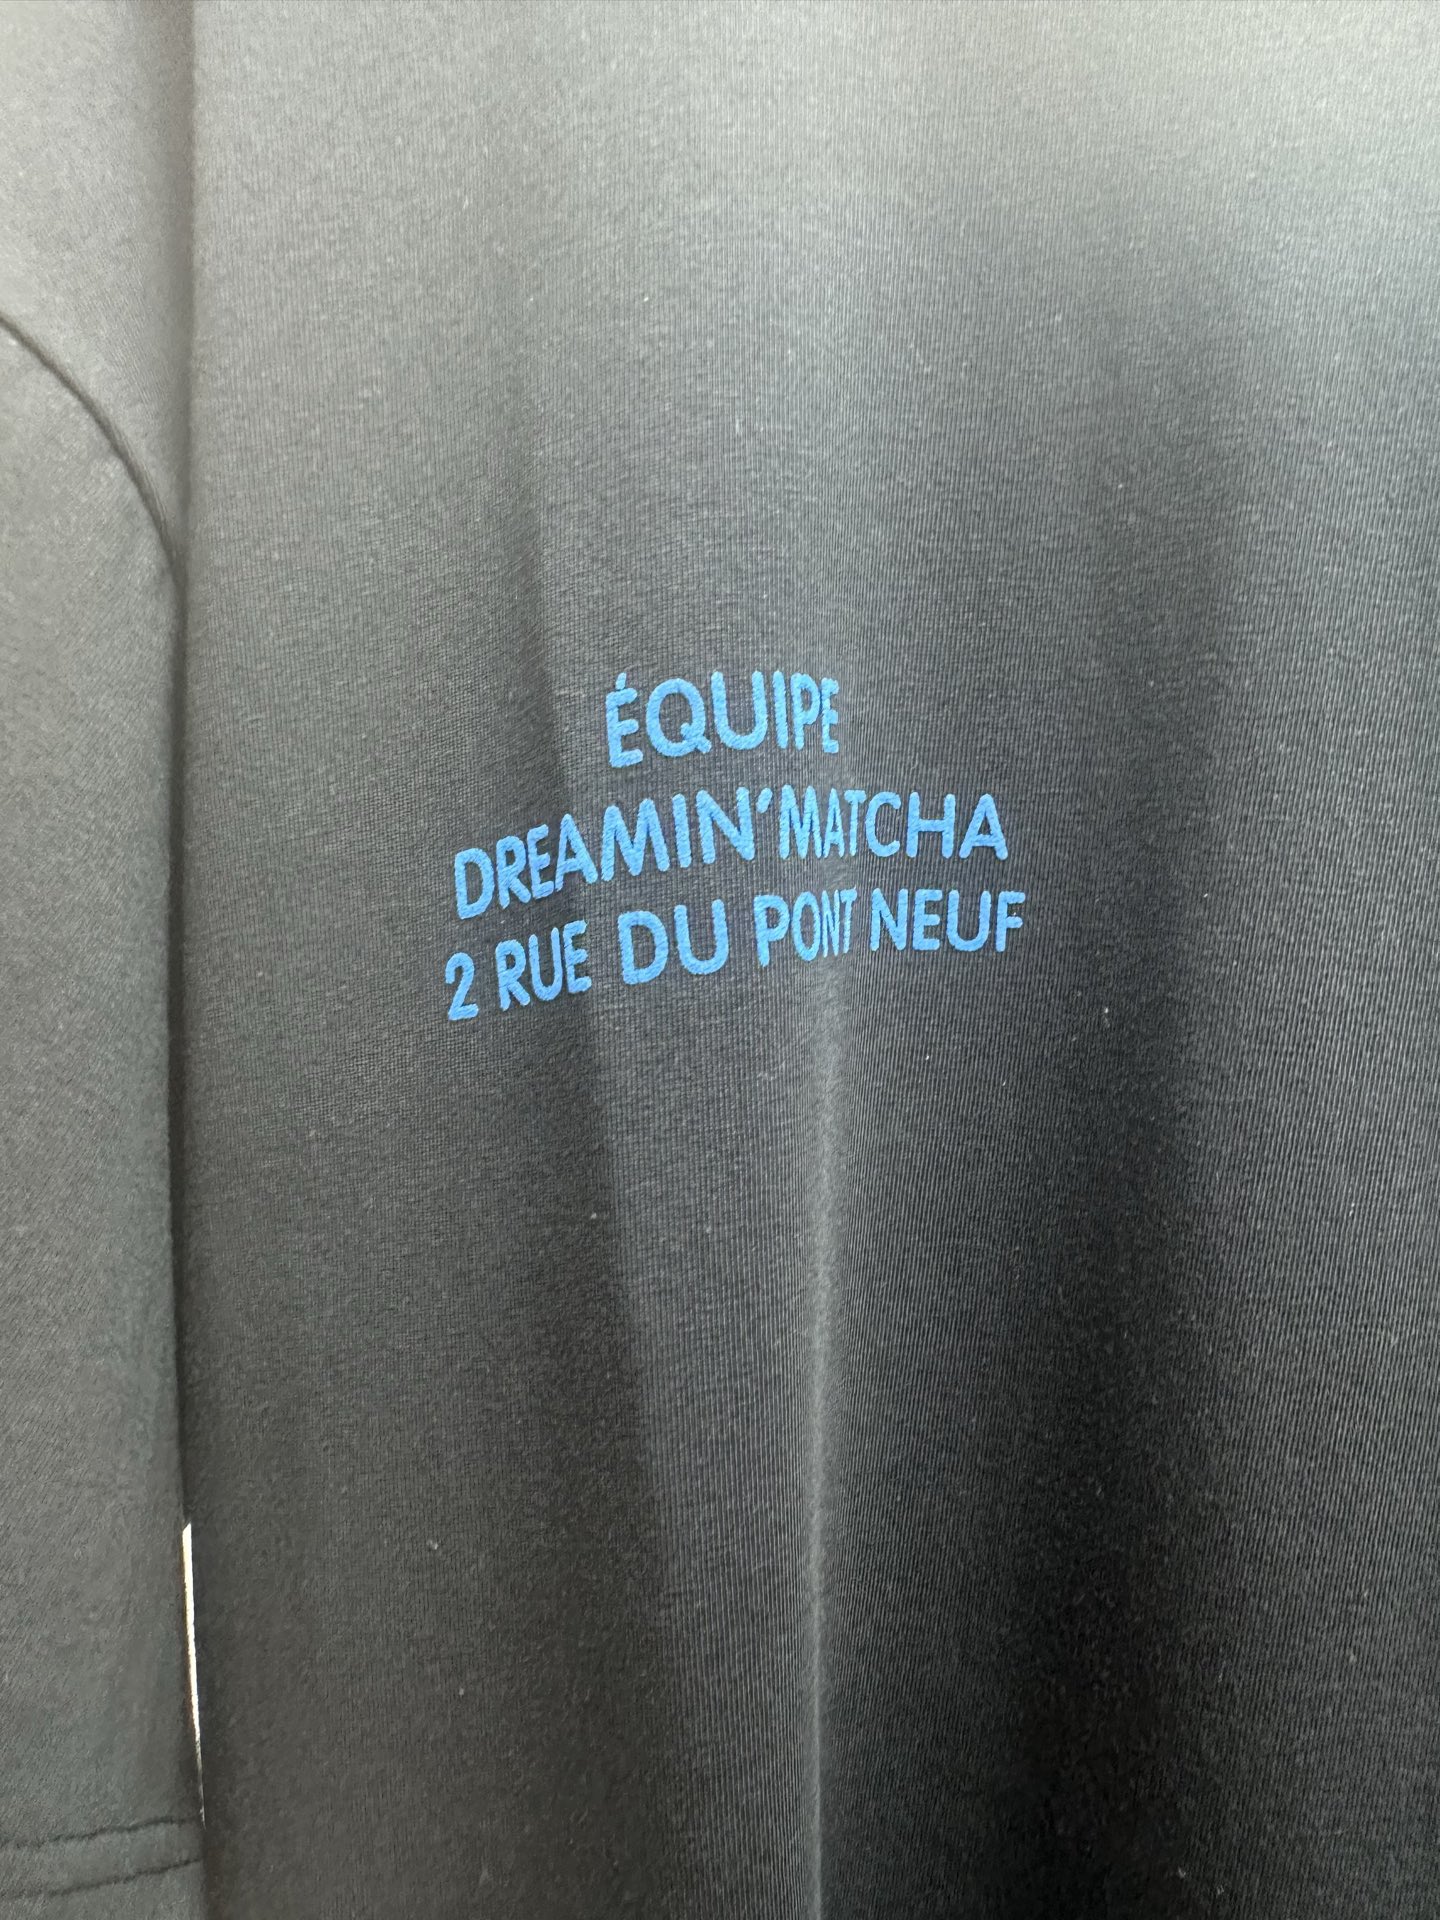 ÉQUIPE
DREAMIN'MATCHA
2 RUE DU PONT NEUF